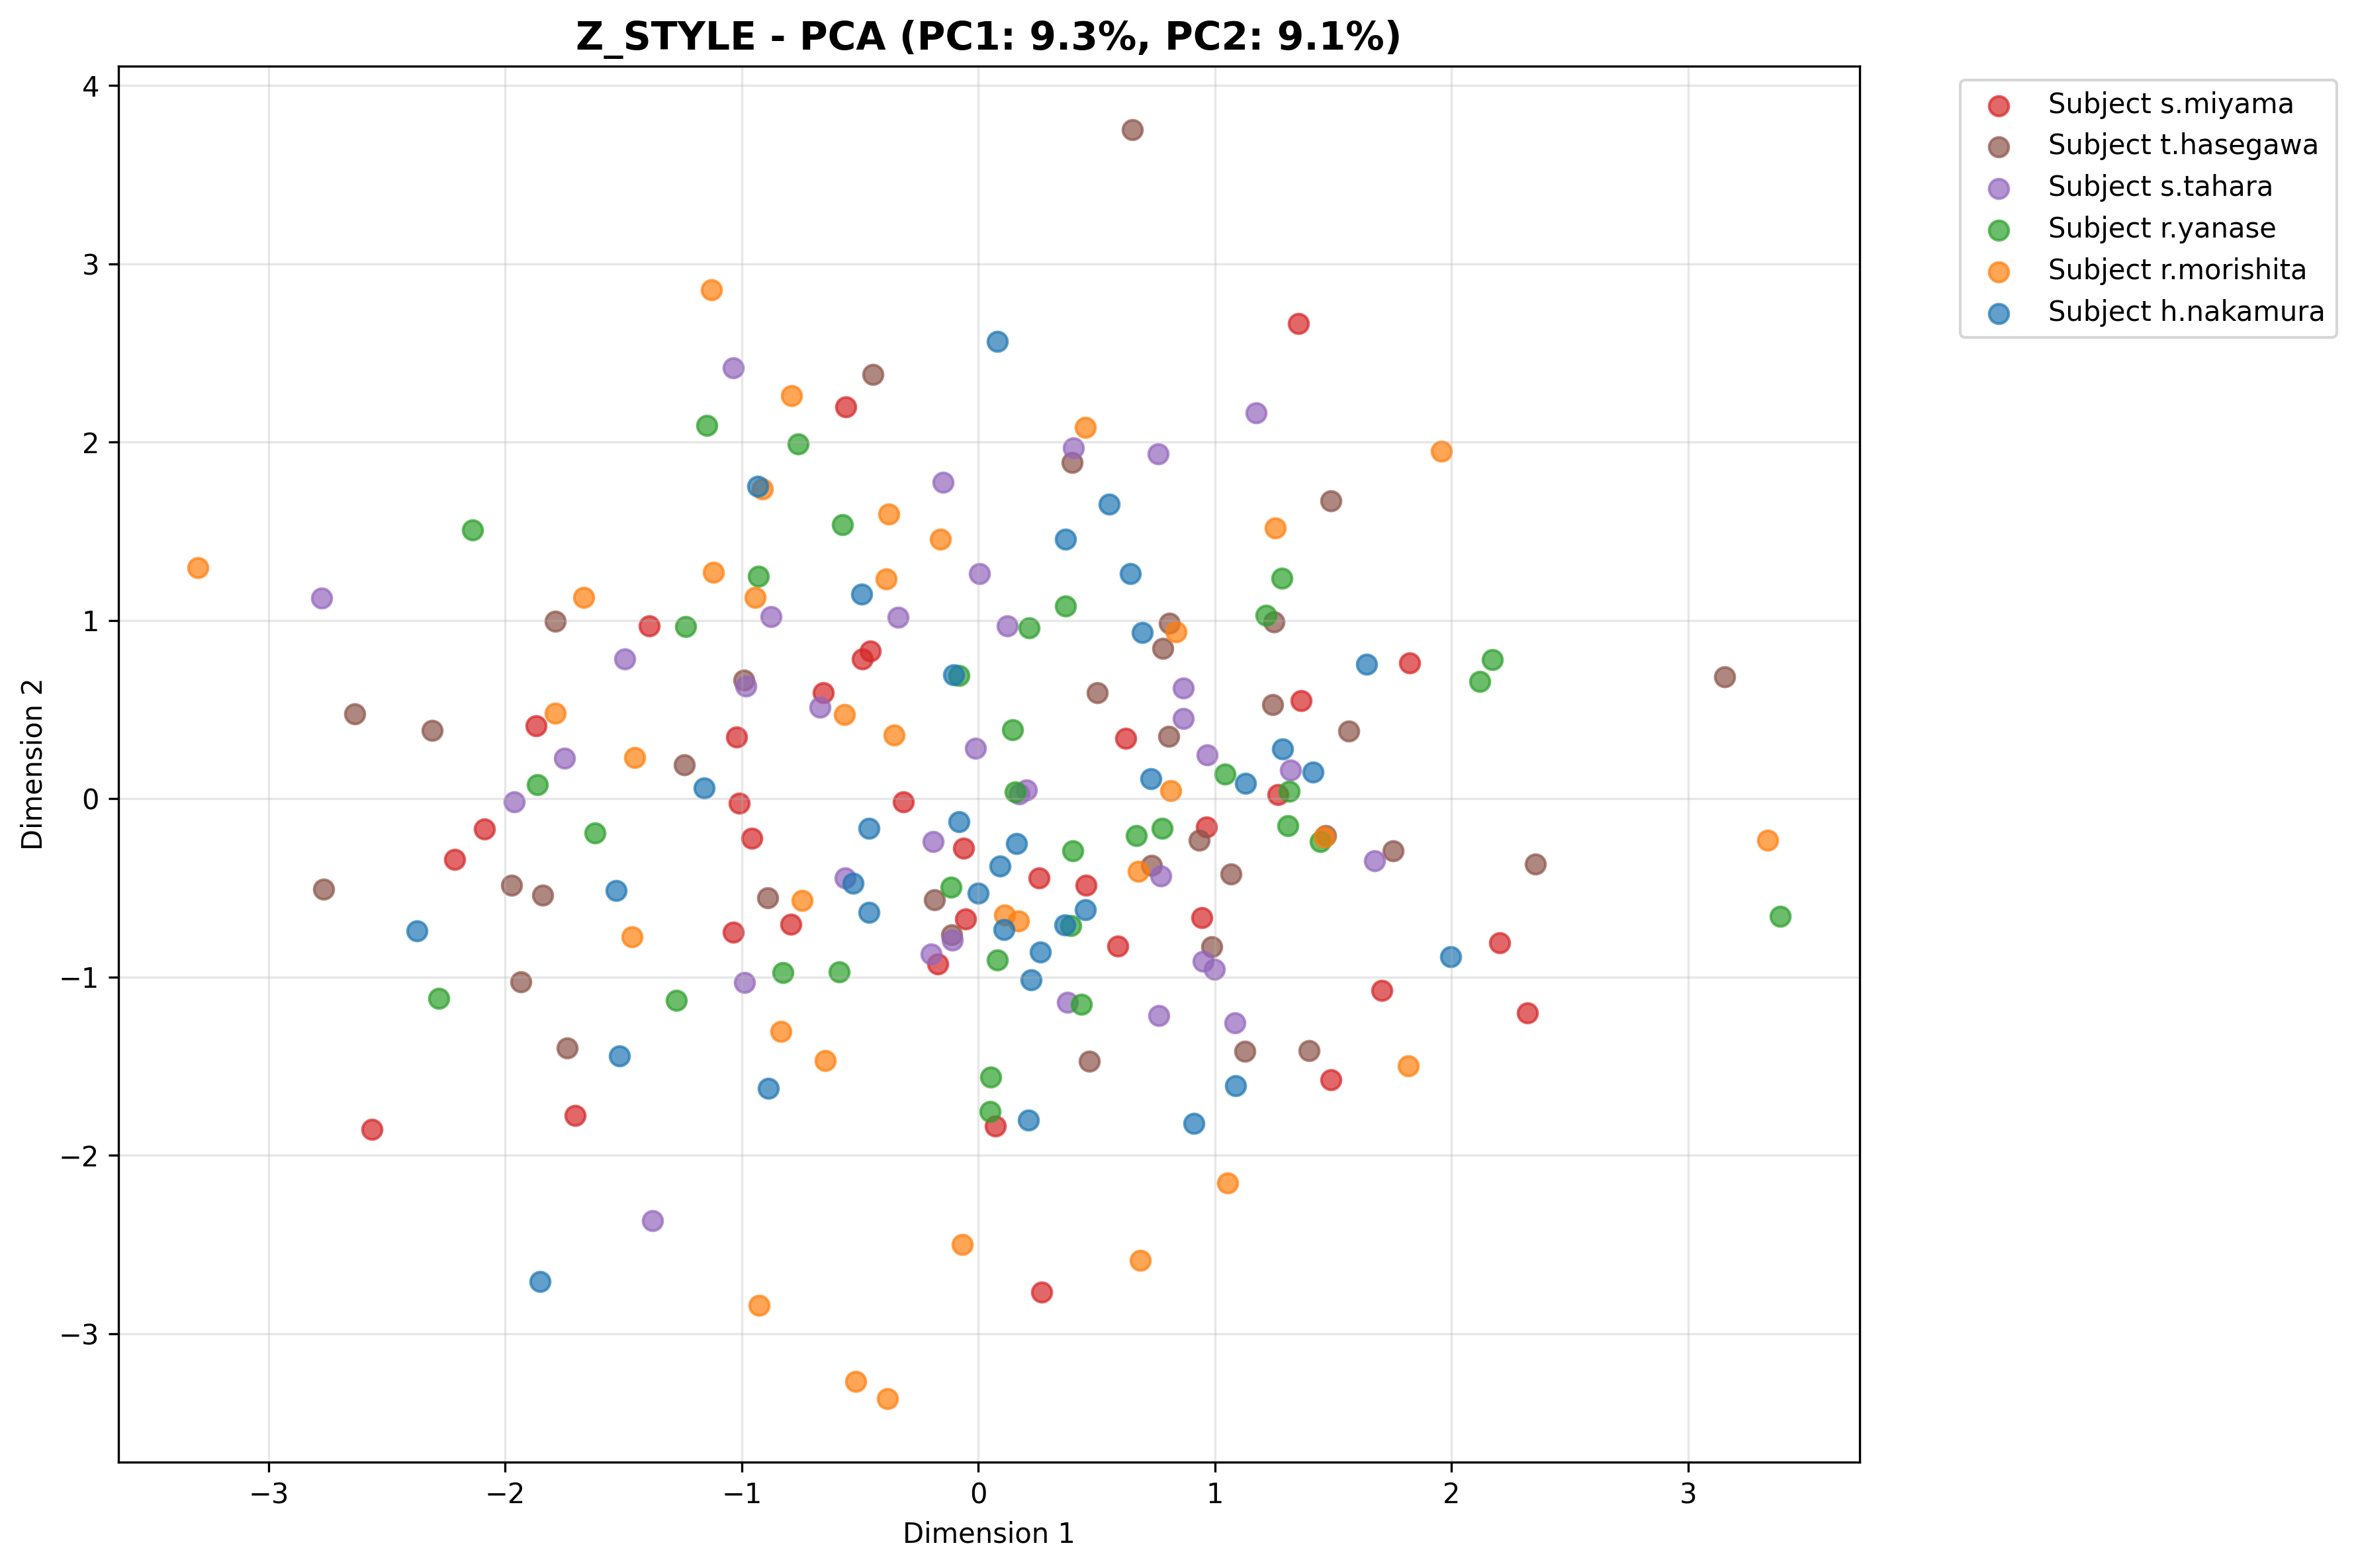 Z_STYLE - PCA (PC1: 9.3%, PC2: 9.1%)
Subject s.miyama
Subject t.hasegawa
Subject s.tahara
Subject r.yanase
Subject r.morishita
Subject h.nakamura
4
3
2
1
0
−1
−2
−3
Dimension 2
−3
−2
−1
0
1
2
3
Dimension 1